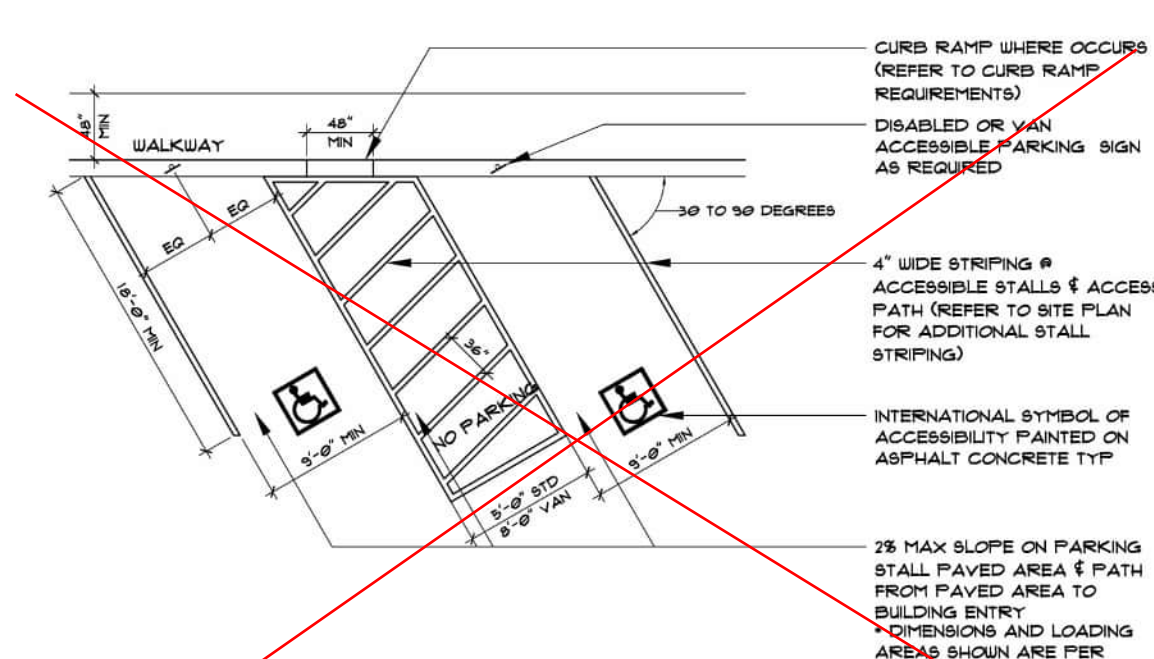 CURB RAMP WHERE OCCURS
(REFER TO CURB RAMP
REQUIREMENTS)
48"
MIN
48"
MIN
WALKWAY
DISABLED OR VAN
ACCESSIBLE PARKING SIGN
AS REQUIRED
EQ
EQ
30 TO 90 DEGREES
18'-0" MIN
4" WIDE STRIPING @
ACCESSIBLE STALLS & ACCESS
PATH (REFER TO SITE PLAN
FOR ADDITIONAL STALL
STRIPING)
36"
NO PARKING
9'-0" MIN
9'-0" MIN
INTERNATIONAL SYMBOL OF
ACCESSIBILITY PAINTED ON
ASPHALT CONCRETE TYP
5'-0" STD
8'-0" VAN
2% MAX SLOPE ON PARKING
STALL PAVED AREA & PATH
FROM PAVED AREA TO
BUILDING ENTRY
* DIMENSIONS AND LOADING
AREAS SHOWN ARE PER